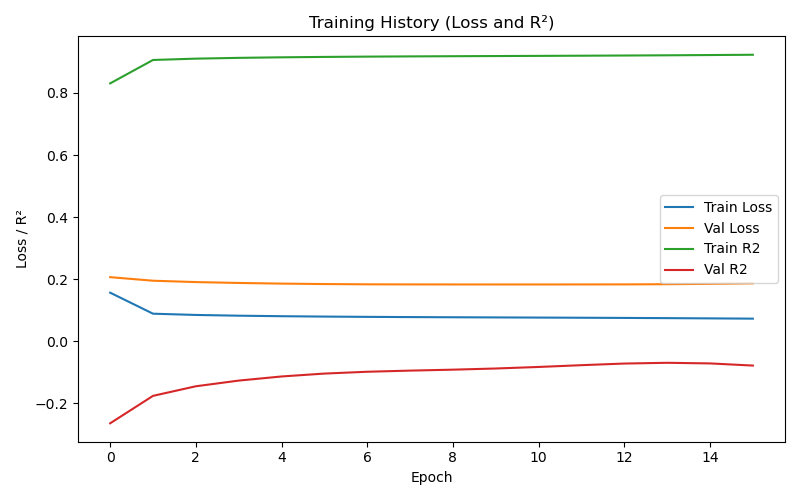 Training History (Loss and R²)
Loss / R²
0.8
0.6
0.4
0.2
0.0
−0.2
Train Loss
Val Loss
Train R2
Val R2
0 2 4 6 8 10 12 14
Epoch